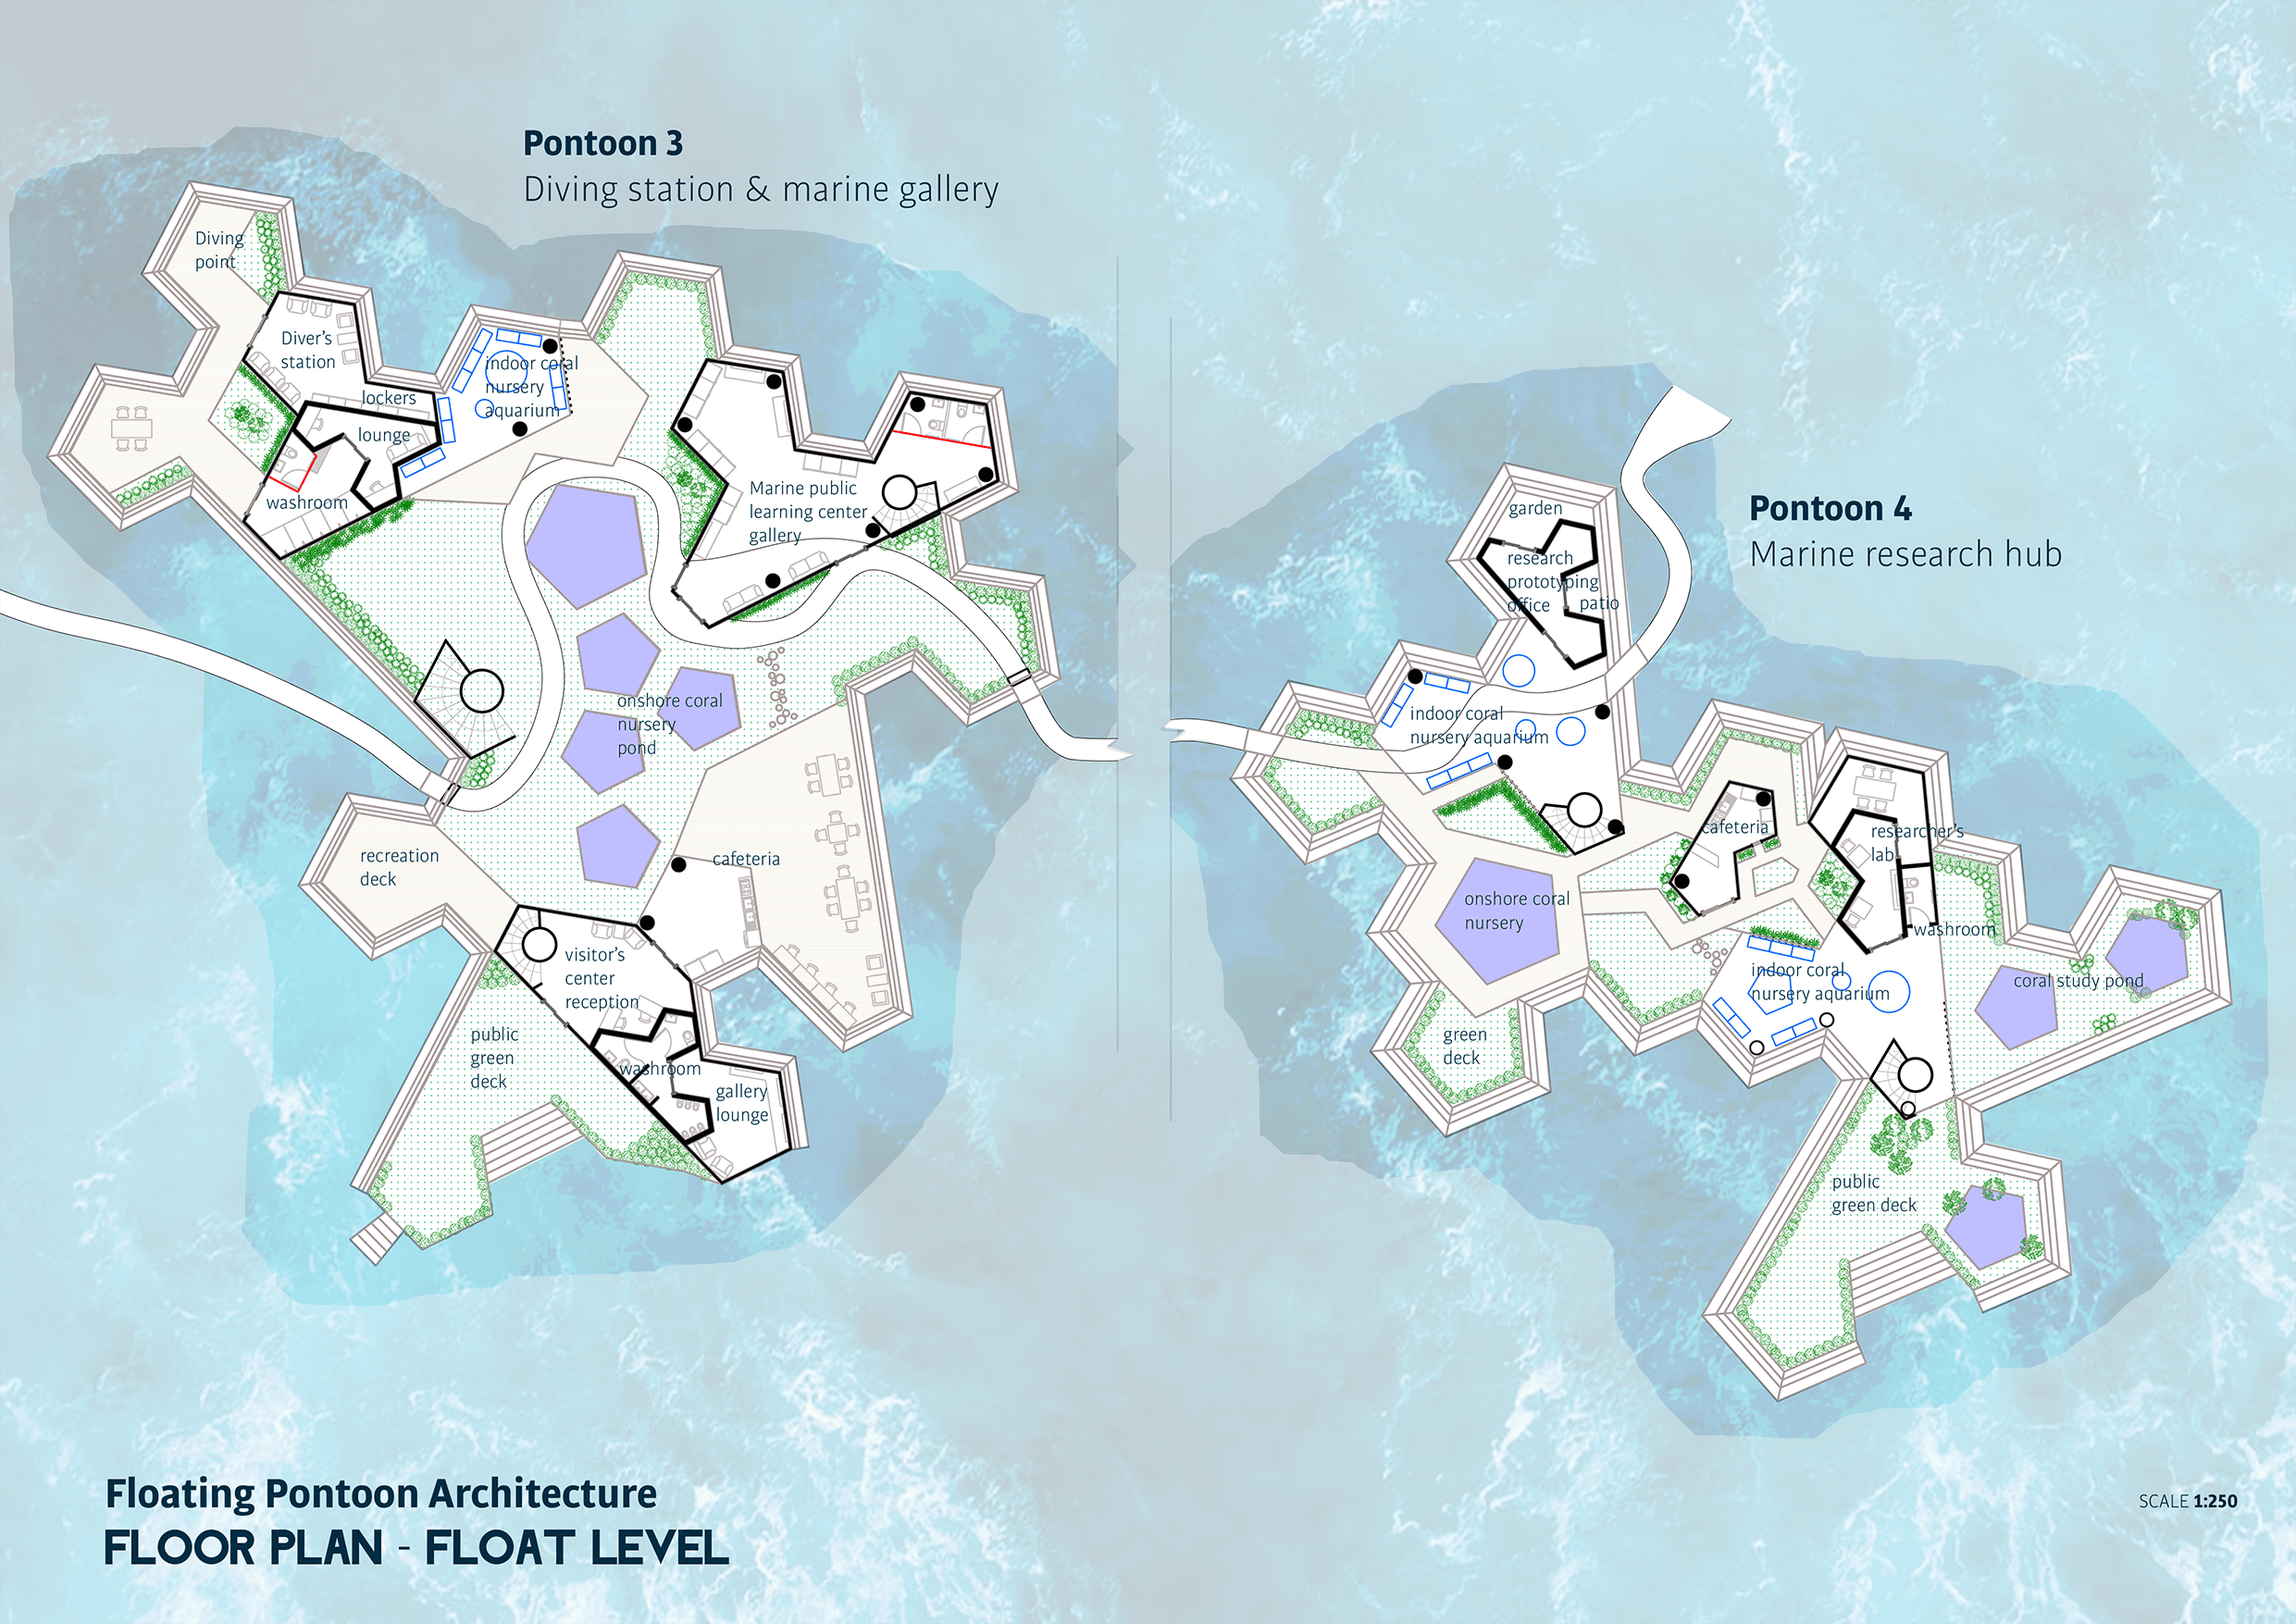 Pontoon 3
Diving station & marine gallery
Diving
point
Diver's
station
lockers
lounge
washroom
indoor coral
nursery
aquarium
Marine public
learning center
gallery
onshore coral
nursery
pond
recreation
deck
cafeteria
visitor's
center
reception
public
green
deck
washroom
gallery
lounge
Pontoon 4
Marine research hub
garden
research
prototyping
office
patio
indoor coral
nursery aquarium
cafeteria
researcher's
lab
washroom
onshore coral
nursery
indoor coral
nursery aquarium
coral study pond
green
deck
public
green deck
Floating Pontoon Architecture
FLOOR PLAN - FLOAT LEVEL
SCALE 1:250